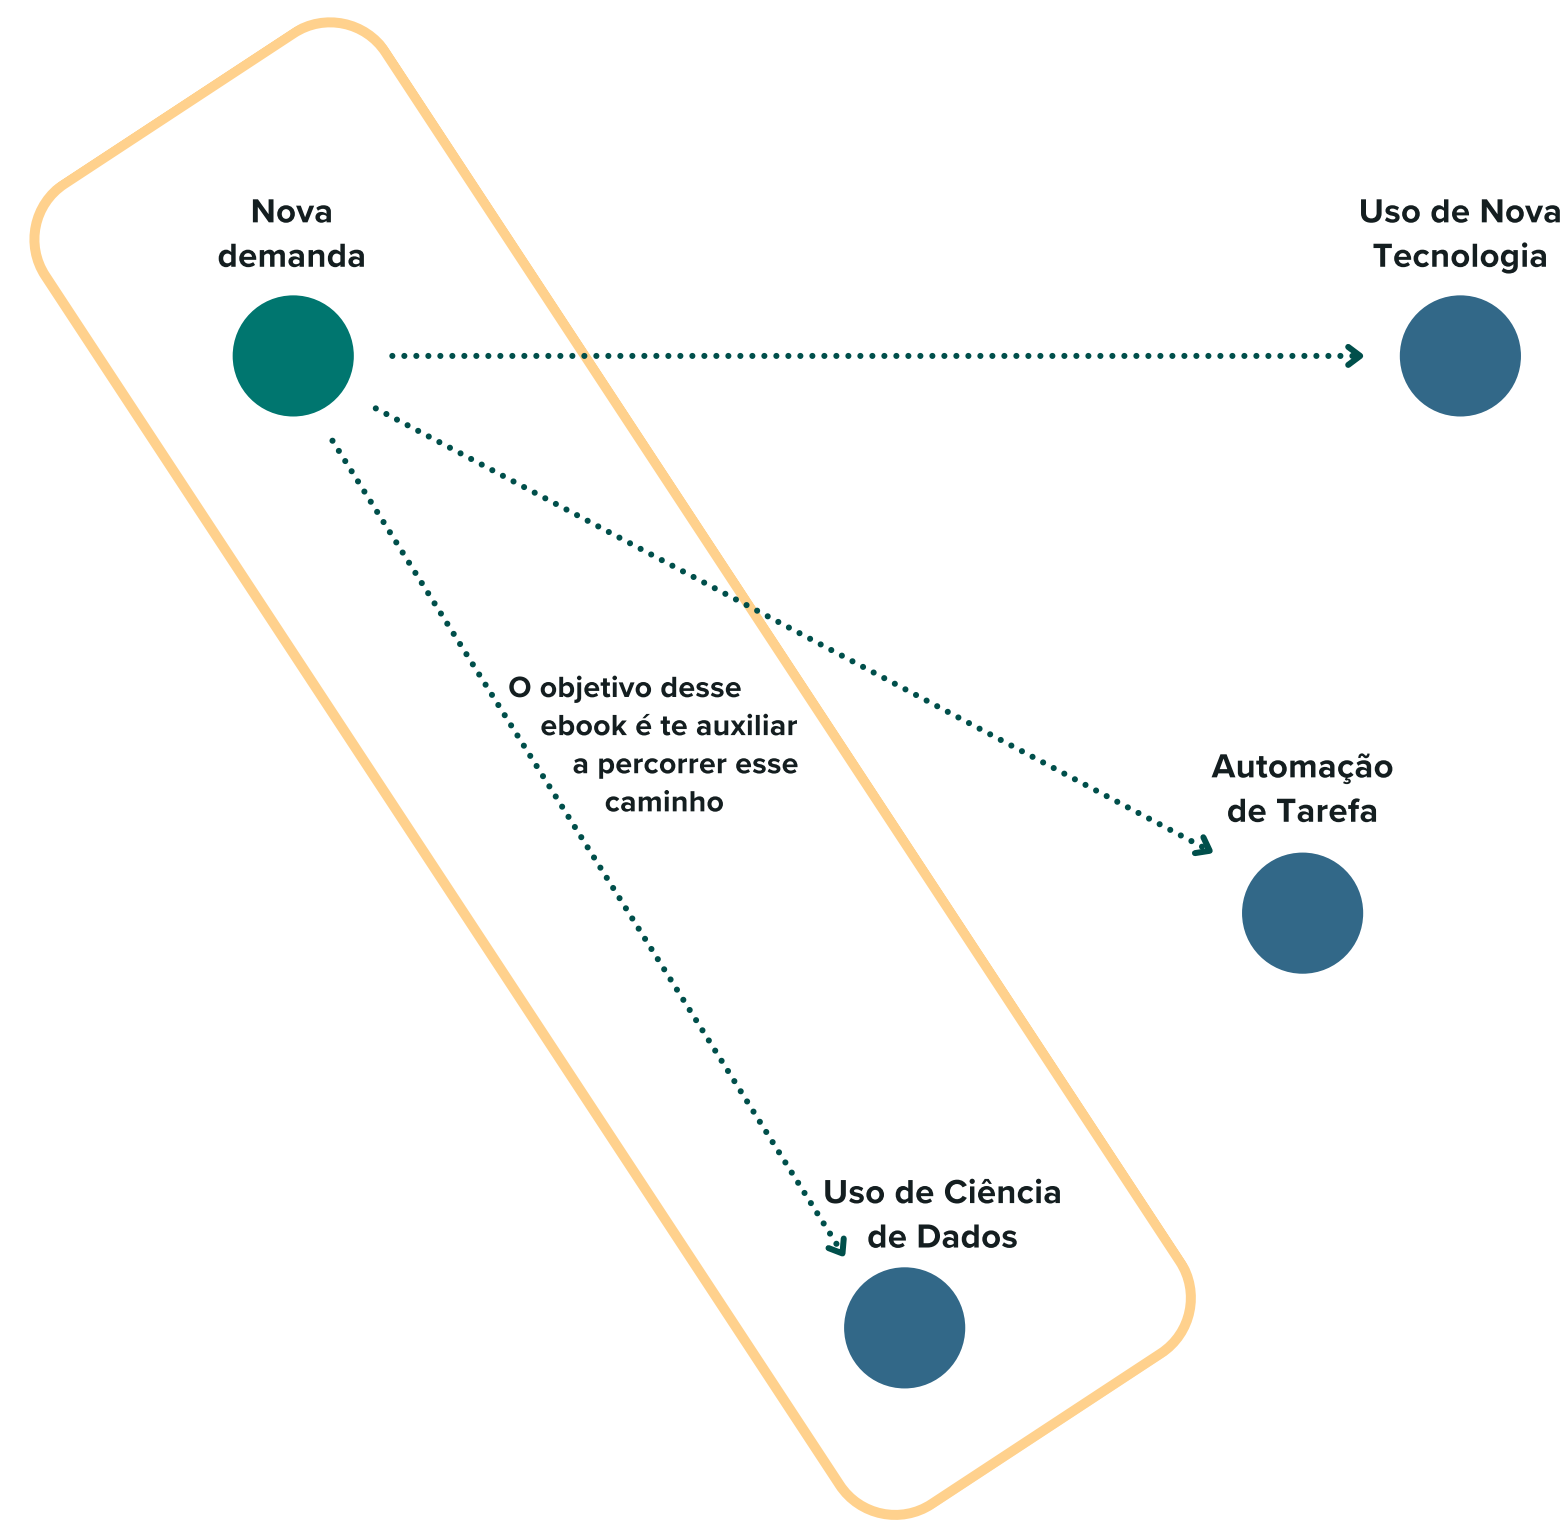 Nova
demanda
Uso de Nova
Tecnologia
O objetivo desse
ebook é te auxiliar
a percorrer esse
caminho
Automação
de Tarefa
Uso de Ciência
de Dados